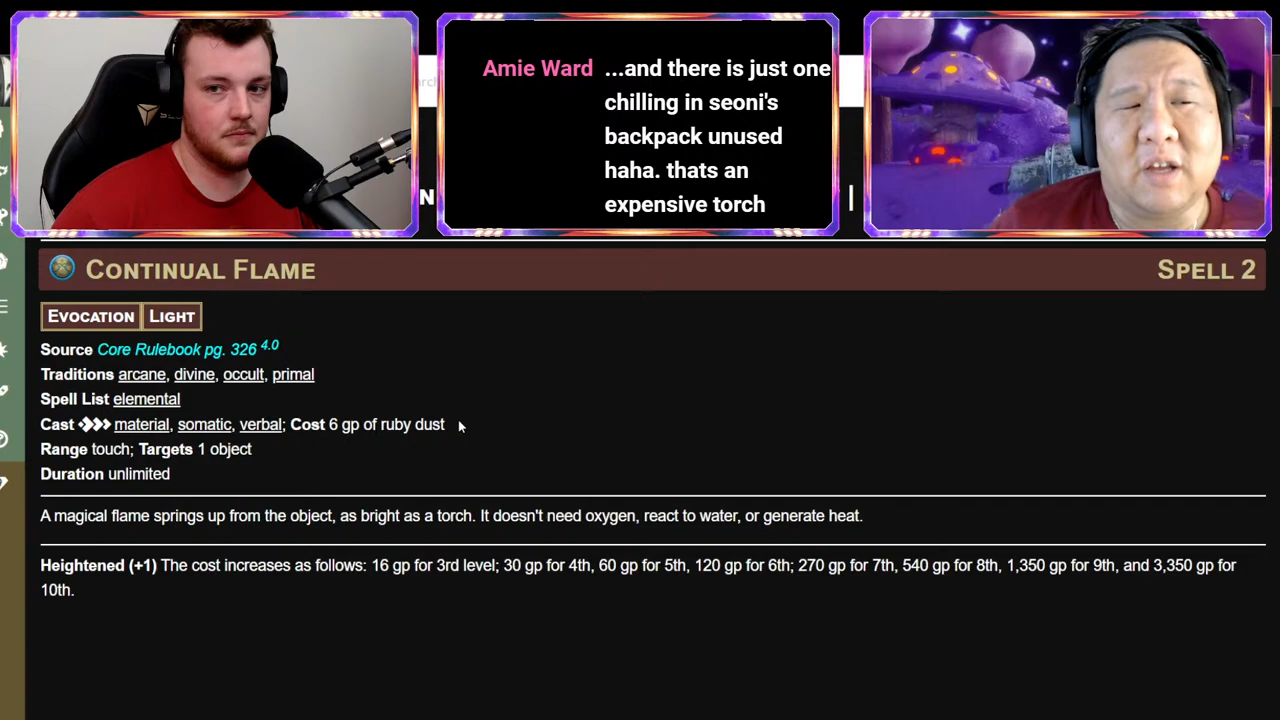 Amie Ward ...and there is just one
chilling in seoni's
backpack unused
haha. thats an
expensive torch
Continual Flame Spell 2
Evocation Light
Source Core Rulebook pg. 326 4.0
Traditions arcane, divine, occult, primal
Spell List elemental
Cast material, somatic, verbal; Cost 6 gp of ruby dust
Range touch; Targets 1 object
Duration unlimited
A magical flame springs up from the object, as bright as a torch. It doesn't need oxygen, react to water, or generate heat.
Heightened (+1) The cost increases as follows: 16 gp for 3rd level; 30 gp for 4th, 60 gp for 5th, 120 gp for 6th; 270 gp for 7th, 540 gp for 8th, 1,350 gp for 9th, and 3,350 gp for
10th.